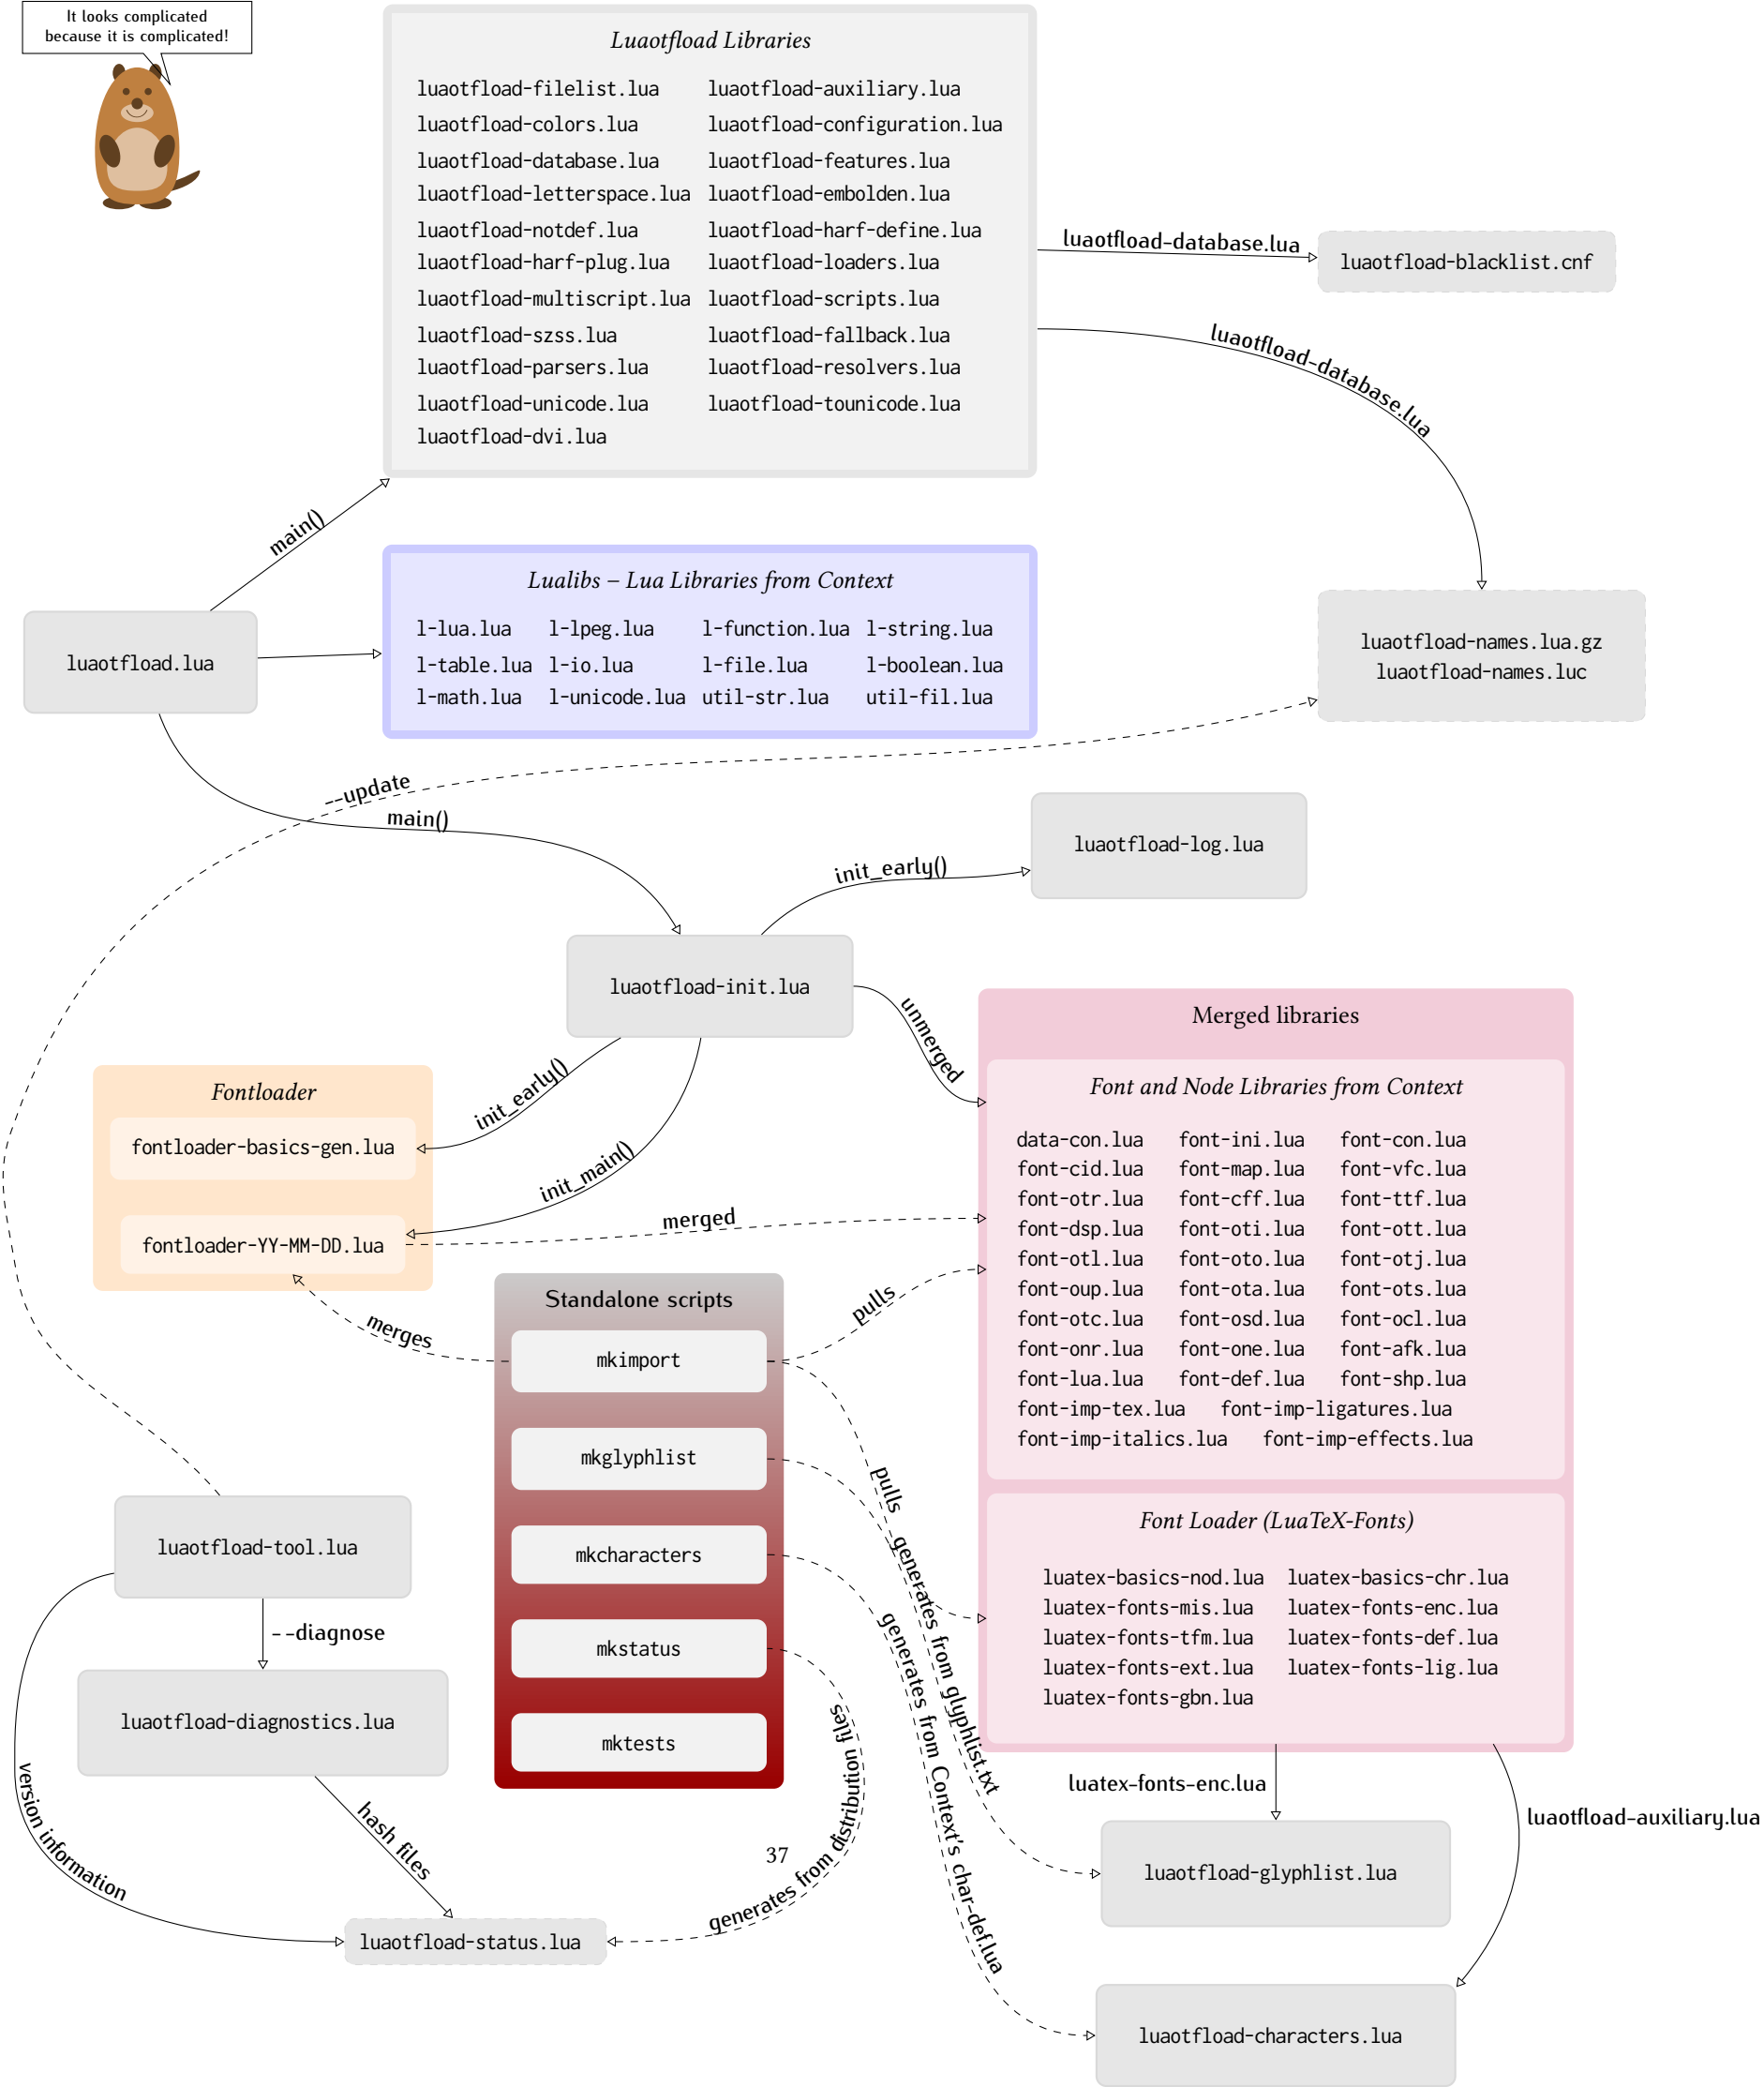 It looks complicated
because it is complicated!
Luaotfload Libraries
luaotfload-filelist.lua luaotfload-auxiliary.lua
luaotfload-colors.lua luaotfload-configuration.lua
luaotfload-database.lua luaotfload-features.lua
luaotfload-letterspace.lua luaotfload-embolden.lua
luaotfload-notdef.lua luaotfload-harf-define.lua
luaotfload-harf-plug.lua luaotfload-loaders.lua
luaotfload-multiscript.lua luaotfload-scripts.lua
luaotfload-szss.lua luaotfload-fallback.lua
luaotfload-parsers.lua luaotfload-resolvers.lua
luaotfload-unicode.lua luaotfload-tounicode.lua
luaotfload-dvi.lua
luaotfload-database.lua
luaotfload-blacklist.cnf
luaotfload-database.lua
main()
Lualibs – Lua Libraries from Context
l-lua.lua l-lpeg.lua l-function.lua l-string.lua
l-table.lua l-io.lua l-file.lua l-boolean.lua
l-math.lua l-unicode.lua util-str.lua util-fil.lua
luaotfload.lua
luaotfload-names.lua.gz
luaotfload-names.luc
--update
main()
luaotfload-log.lua
init_early()
luaotfload-init.lua
unmerged
Merged libraries
Font and Node Libraries from Context
data-con.lua font-ini.lua font-con.lua
font-cid.lua font-map.lua font-vfc.lua
font-otr.lua font-cff.lua font-ttf.lua
font-dsp.lua font-oti.lua font-ott.lua
font-otl.lua font-oto.lua font-otj.lua
font-oup.lua font-ota.lua font-ots.lua
font-otc.lua font-osd.lua font-ocl.lua
font-onr.lua font-one.lua font-afk.lua
font-lua.lua font-def.lua font-shp.lua
font-imp-tex.lua font-imp-ligatures.lua
font-imp-italics.lua font-imp-effects.lua
Font Loader (LuaTeX-Fonts)
luatex-basics-nod.lua luatex-basics-chr.lua
luatex-fonts-mis.lua luatex-fonts-enc.lua
luatex-fonts-tfm.lua luatex-fonts-def.lua
luatex-fonts-ext.lua luatex-fonts-lig.lua
luatex-fonts-gbn.lua
init_early()
Fontloader
fontloader-basics-gen.lua
init_main()
fontloader-YY-MM-DD.lua
merged
merges
pulls
Standalone scripts
mkimport
mkglyphlist
mkcharacters
mkstatus
mktests
pulls
generates from glyphlist.txt
generates from Context's char-def.lua
generates from distribution files
luaotfload-tool.lua
--diagnose
luaotfload-diagnostics.lua
version information
hash files
luaotfload-status.lua
37
luatex-fonts-enc.lua
luaotfload-auxiliary.lua
luaotfload-glyphlist.lua
luaotfload-characters.lua